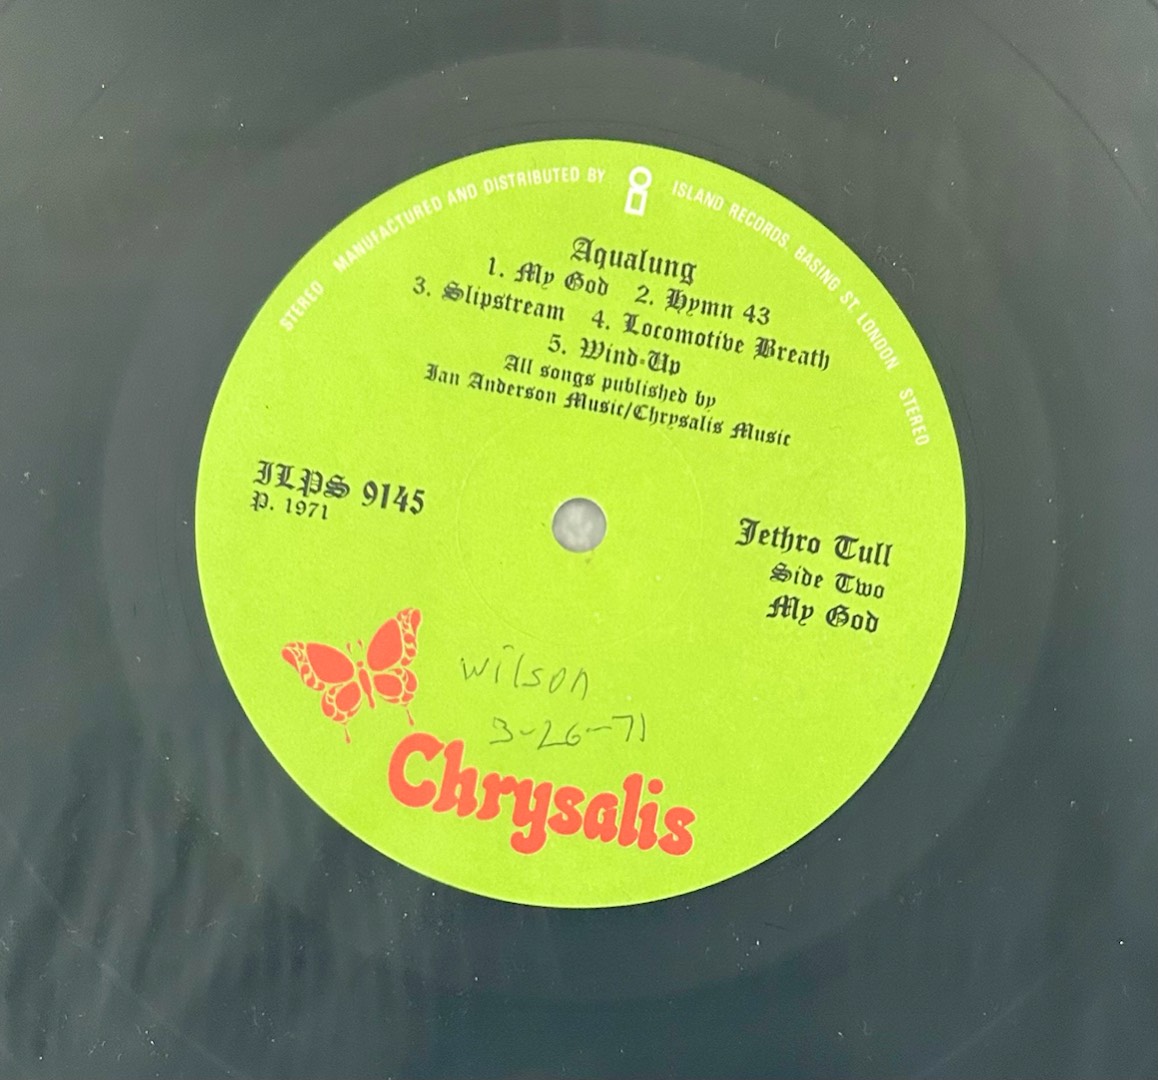 STEREO MANUFACTURED AND DISTRIBUTED BY ISLAND RECORDS, BASING ST. LONDON STEREO
Aqualung
1. My God 2. Hymn 43
3. Slipstream 4. Locomotive Breath
5. Wind-Up
All songs published by
Ian Anderson Music/Chrysalis Music
ILPS 9145
P. 1971
Jethro Tull
Side Two
My God
Wilson
3-26-71
Chrysalis